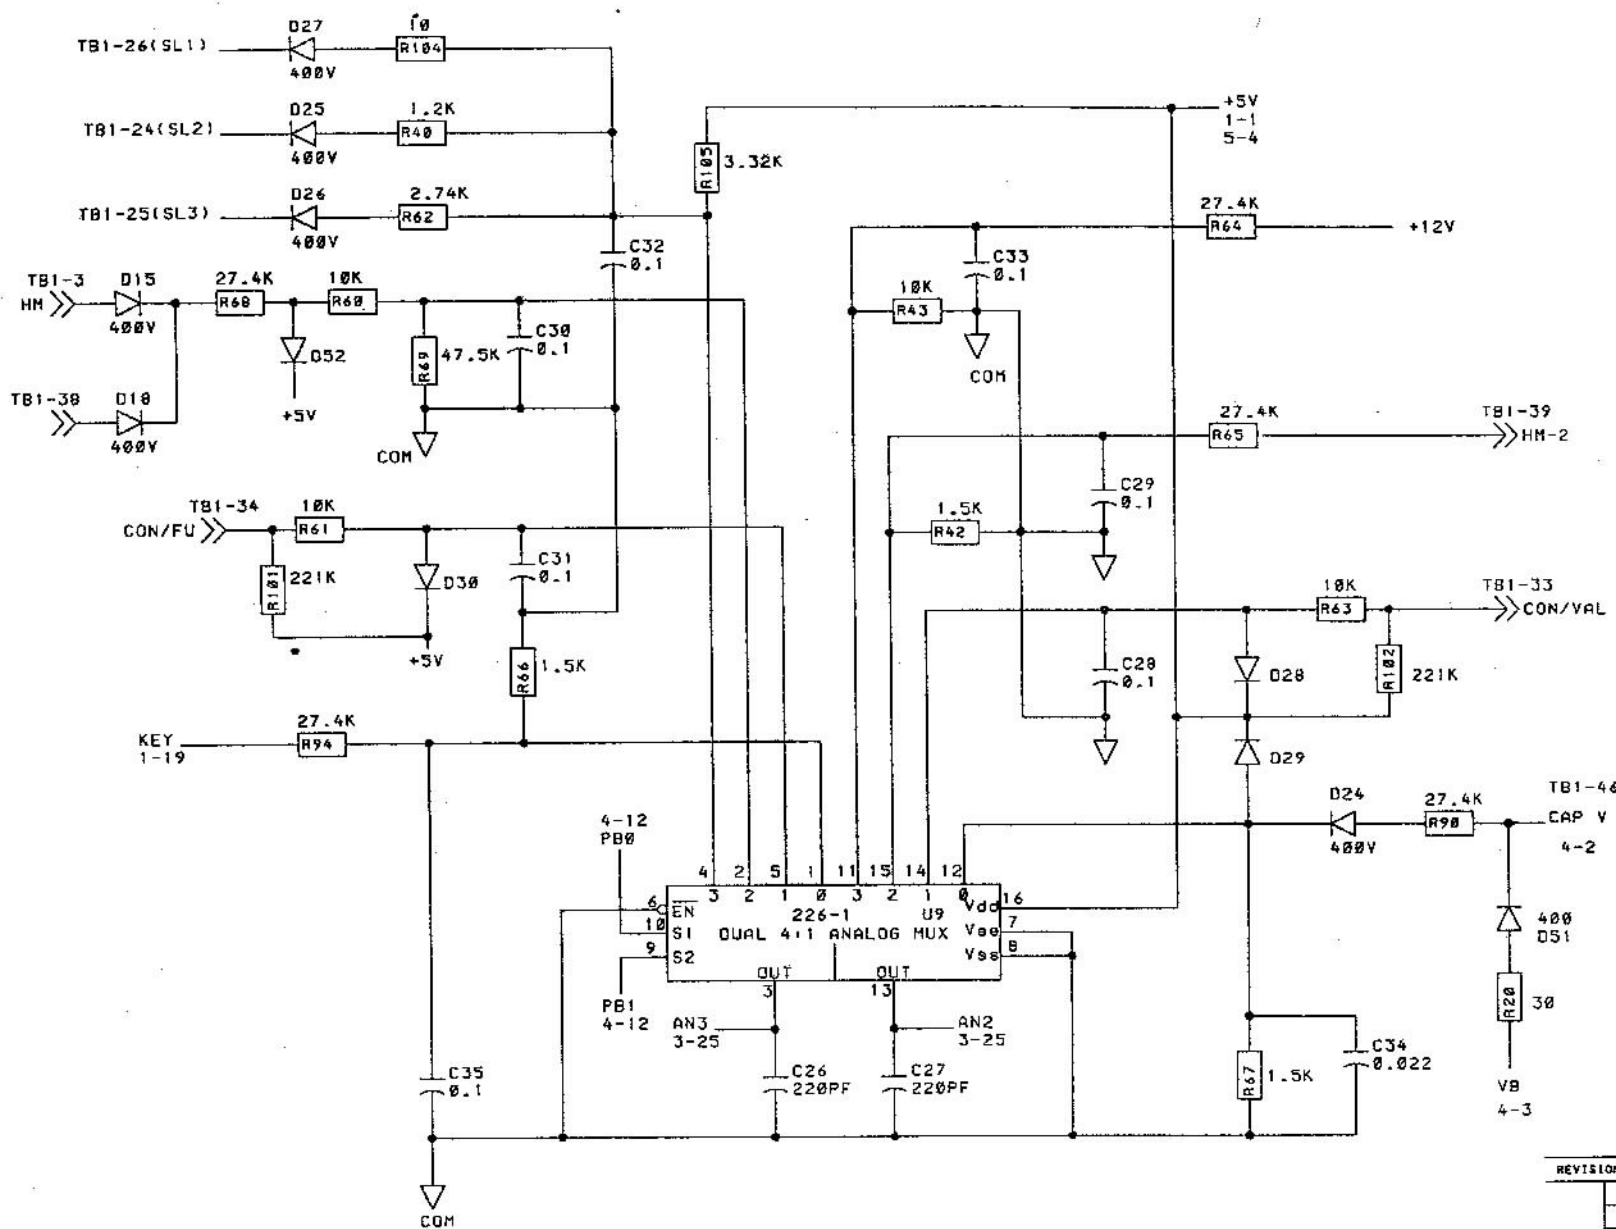 D27
10
TB1-26(SL1)
R104
400V
D25
1.2K
TB1-24(SL2)
R40
400V
D26
2.74K
TB1-25(SL3)
R62
400V
R105
3.32K
+5V
1-1
5-4
27.4K
R64
+12V
C32
0.1
C33
0.1
TB1-3
HM
D15
400V
27.4K
R68
10K
R60
D52
+5V
R69
47.5K
C30
0.1
10K
R43
COM
TB1-38
D18
400V
COM
27.4K
R65
TB1-39
HM-2
C29
0.1
1.5K
R42
TB1-34
CON/FW
10K
R61
R101
221K
D30
+5V
C31
0.1
R66
1.5K
10K
R63
TB1-33
CON/VAL
C28
0.1
D28
R102
221K
D29
KEY
1-19
27.4K
R94
D24
400V
27.4K
R90
TB1-46
CAP V
4-2
4-12
PB0
4 2 5 1 11 15 14 12
3 2 1 0 3 2 1 0
6 EN
10 S1
9 S2
226-1 U9
DUAL 4:1 ANALOG MUX
Vdd 16
Vee 7
Vss 8
OUT
3
OUT
13
PB1
4-12
AN3
3-25
AN2
3-25
400
D51
R20
30
VB
4-3
C35
0.1
C26
220PF
C27
220PF
R67
1.5K
C34
0.022
COM
REVISION